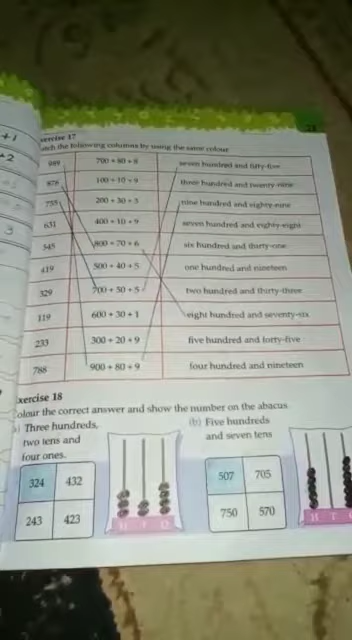 Exercise 17
Match the following columns by using the same colour
989 700 + 80 + 8 seven hundred and fifty-five
876 100 + 10 + 9 three hundred and twenty-nine
755 200 + 30 + 3 nine hundred and eighty-nine
631 400 + 10 + 9 seven hundred and eighty-eight
545 800 + 70 + 6 six hundred and thirty-one
419 500 + 40 + 5 one hundred and nineteen
329 700 + 50 + 5 two hundred and thirty-three
119 600 + 30 + 1 eight hundred and seventy-six
233 300 + 20 + 9 five hundred and forty-five
788 900 + 80 + 9 four hundred and nineteen
Exercise 18
Colour the correct answer and show the number on the abacus
Three hundreds,
two tens and
four ones.
324 432
243 423
H T O
(b) Five hundreds
and seven tens
507 705
750 570
H T